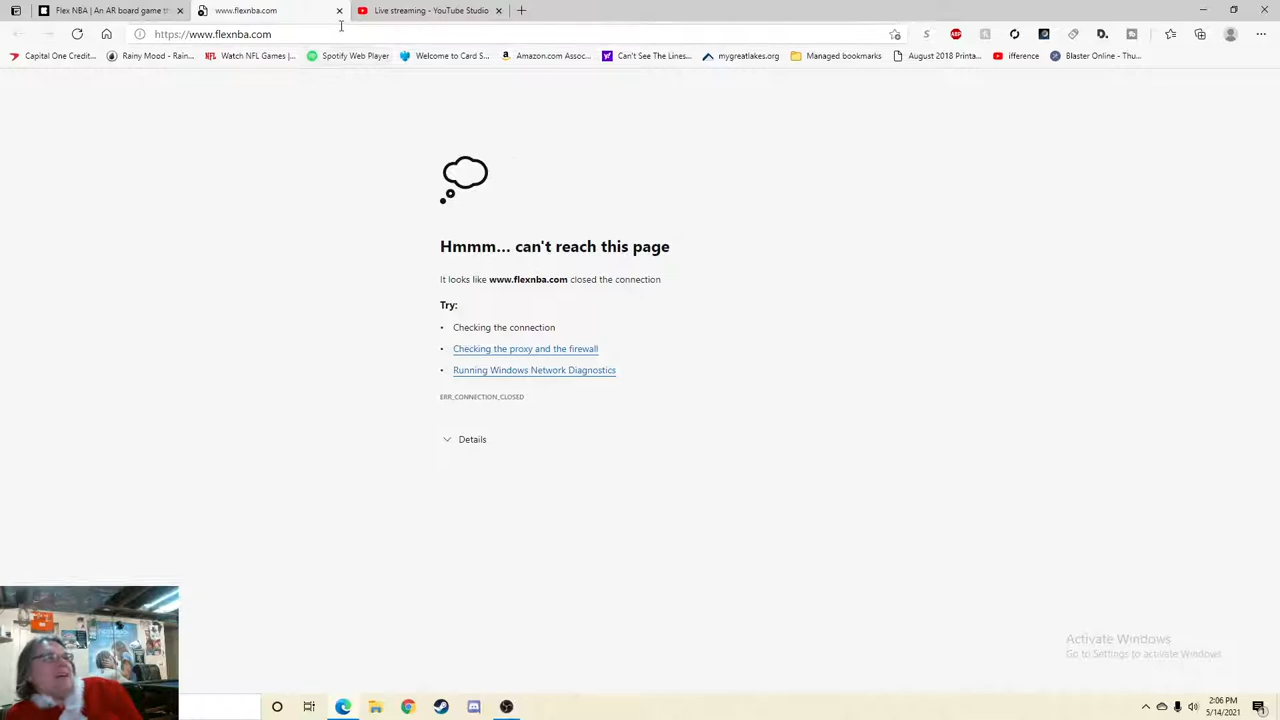 Flex NBA | An AR board game th
www.flexnba.com
Live streaming - YouTube Studio
https://www.flexnba.com
Capital One Credit...
Rainy Mood - Rain...
NFL Watch NFL Games |...
Spotify Web Player
Welcome to Card S...
Amazon.com Assoc...
Can't See The Lines...
mygreatlakes.org
Managed bookmarks
August 2018 Printa...
ifference
Blaster Online - Thu...
Hmmm... can't reach this page
It looks like www.flexnba.com closed the connection
Try:
• Checking the connection
• Checking the proxy and the firewall
• Running Windows Network Diagnostics
ERR_CONNECTION_CLOSED
Details
Activate Windows
Go to Settings to activate Windows.
2:06 PM
5/14/2021